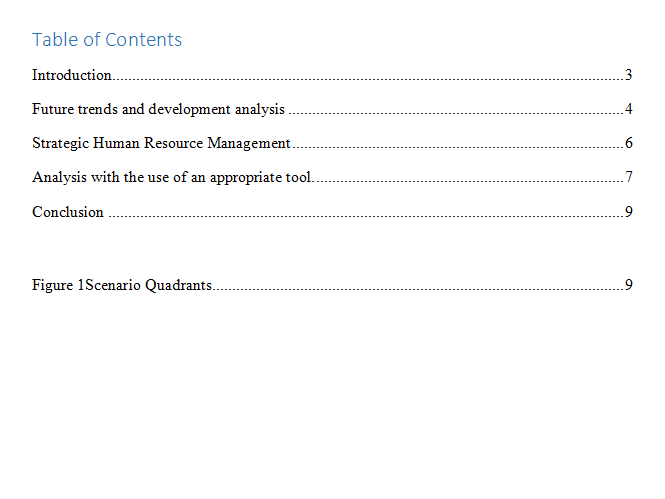 Table of Contents
Introduction....................................................................................................................3
Future trends and development analysis ....................................................................................4
Strategic Human Resource Management...................................................................................6
Analysis with the use of an appropriate tool..............................................................................7
Conclusion .....................................................................................................................9
Figure 1Scenario Quadrants.......................................................................................................9